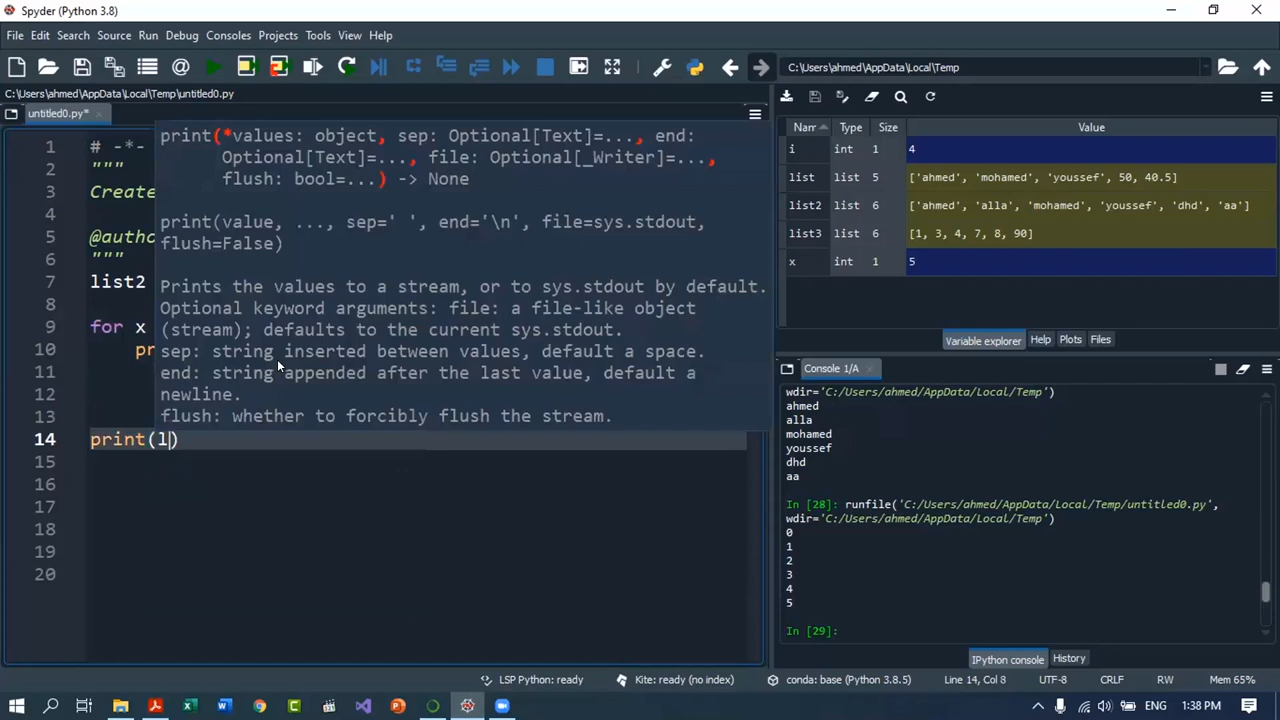 Spyder (Python 3.8)
File Edit Search Source Run Debug Consoles Projects Tools View Help
C:\Users\ahmed\AppData\Local\Temp
C:\Users\ahmed\AppData\Local\Temp\untitled0.py
untitled0.py*
1 # -*-
2 """
3 Create
4
5 @autho
6 """
7 list2
8
9 for x
10 pr
11
12
13
14 print(l)
15
16
17
18
19
20
print(*values: object, sep: Optional[Text]=..., end:
Optional[Text]=..., file: Optional[_Writer]=...,
flush: bool=...) -> None
print(value, ..., sep=' ', end='\n', file=sys.stdout,
flush=False)
Prints the values to a stream, or to sys.stdout by default.
Optional keyword arguments: file: a file-like object
(stream); defaults to the current sys.stdout.
sep: string inserted between values, default a space.
end: string appended after the last value, default a
newline.
flush: whether to forcibly flush the stream.
Nam Type Size Value
i int 1 4
list list 5 ['ahmed', 'mohamed', 'youssef', 50, 40.5]
list2 list 6 ['ahmed', 'alla', 'mohamed', 'youssef', 'dhd', 'aa']
list3 list 6 [1, 3, 4, 7, 8, 90]
x int 1 5
Variable explorer Help Plots Files
Console 1/A
wdir='C:/Users/ahmed/AppData/Local/Temp')
ahmed
alla
mohamed
youssef
dhd
aa
In [28]: runfile('C:/Users/ahmed/AppData/Local/Temp/untitled0.py',
wdir='C:/Users/ahmed/AppData/Local/Temp')
0
1
2
3
4
5
In [29]:
IPython console History
LSP Python: ready Kite: ready (no index) conda: base (Python 3.8.5) Line 14, Col 8 UTF-8 CRLF RW Mem 65%
ENG 1:38 PM